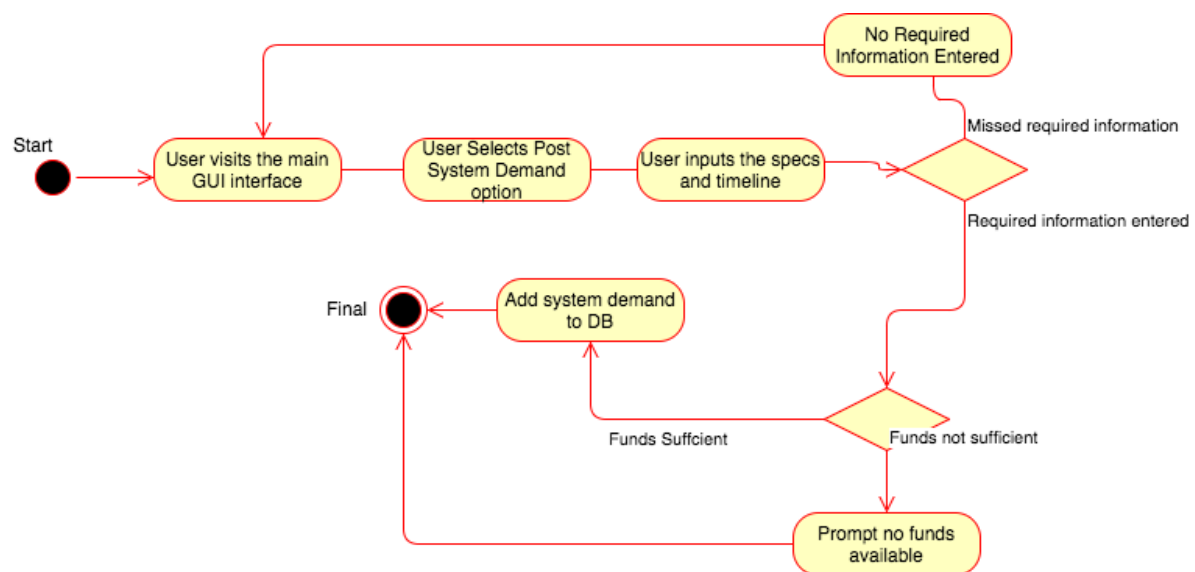 No Required
Information Entered
Missed required information
Start
User visits the main
GUI interface
User Selects Post
System Demand
option
User inputs the specs
and timeline
Required information entered
Final
Add system demand
to DB
Funds Suffcient
Funds not sufficient
Prompt no funds
available